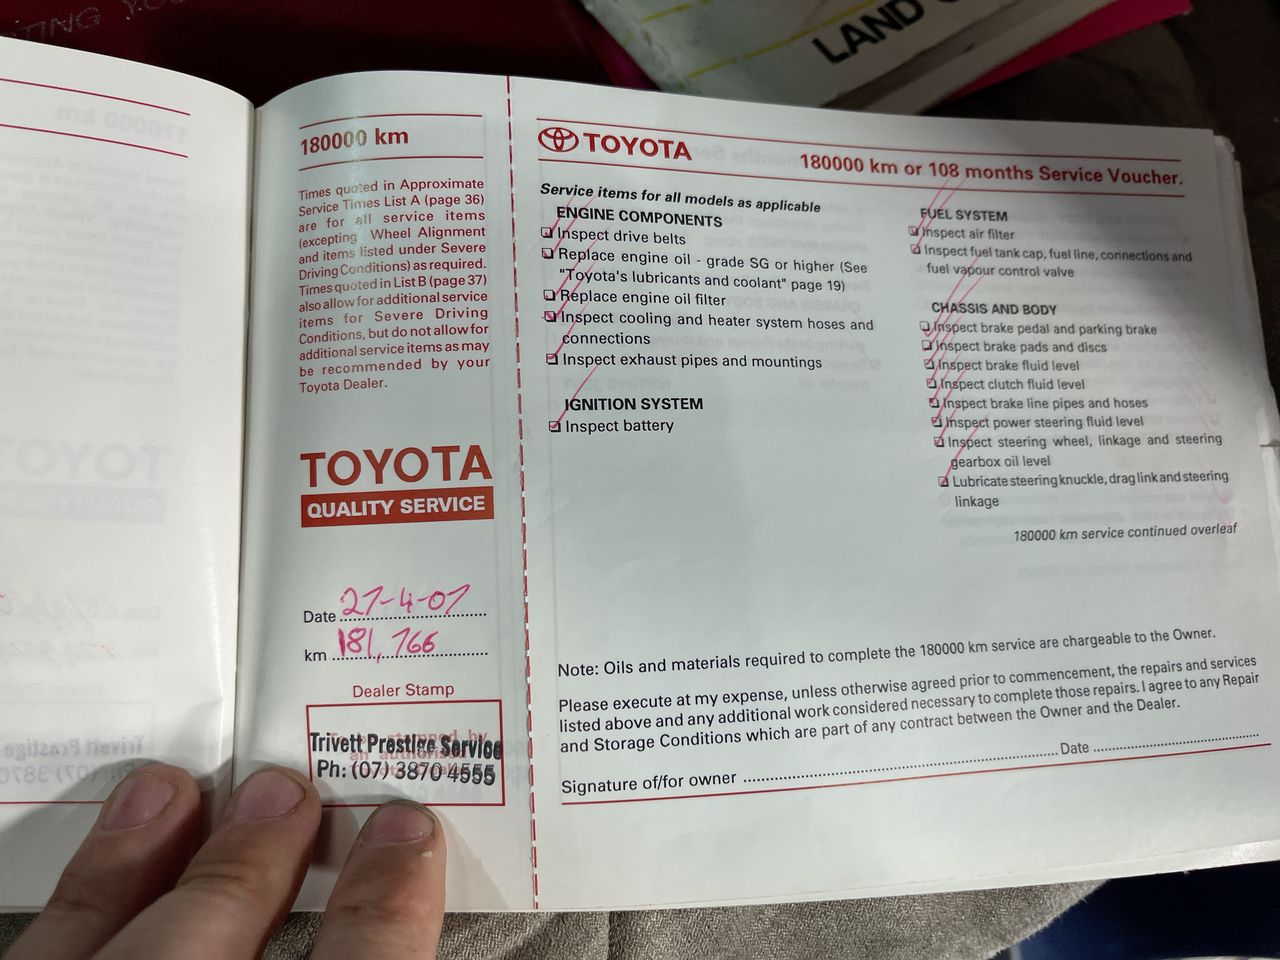 TING YO
LAND
180000 km
Times quoted in Approximate
Service Times List A (page 36)
are for all service items
(excepting Wheel Alignment
and items listed under Severe
Driving Conditions) as required.
Times quoted in List B (page 37)
also allow for additional service
items for Severe Driving
Conditions, but do not allow for
additional service items as may
be recommended by your
Toyota Dealer.
TOYOTA
QUALITY SERVICE
Date 27-4-07
km 181,766
Dealer Stamp
Trivett Prestige Service
Ph: (07) 3870 4555
TOYOTA
180000 km or 108 months Service Voucher.
Service items for all models as applicable
ENGINE COMPONENTS
Inspect drive belts
Replace engine oil - grade SG or higher (See
"Toyota's lubricants and coolant" page 19)
Replace engine oil filter
Inspect cooling and heater system hoses and
connections
Inspect exhaust pipes and mountings
IGNITION SYSTEM
Inspect battery
FUEL SYSTEM
Inspect air filter
Inspect fuel tank cap, fuel line, connections and
fuel vapour control valve
CHASSIS AND BODY
Inspect brake pedal and parking brake
Inspect brake pads and discs
Inspect brake fluid level
Inspect clutch fluid level
Inspect brake line pipes and hoses
Inspect power steering fluid level
Inspect steering wheel, linkage and steering
gearbox oil level
Lubricate steering knuckle, drag link and steering
linkage
180000 km service continued overleaf
Note: Oils and materials required to complete the 180000 km service are chargeable to the Owner.
Please execute at my expense, unless otherwise agreed prior to commencement, the repairs and services
listed above and any additional work considered necessary to complete those repairs. I agree to any Repair
and Storage Conditions which are part of any contract between the Owner and the Dealer.
Signature of/for owner ........ Date ........